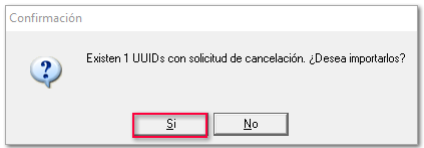 Confirmación
Existen 1 UUIDs con solicitud de cancelación. ¿Desea importarlos?
Si
No